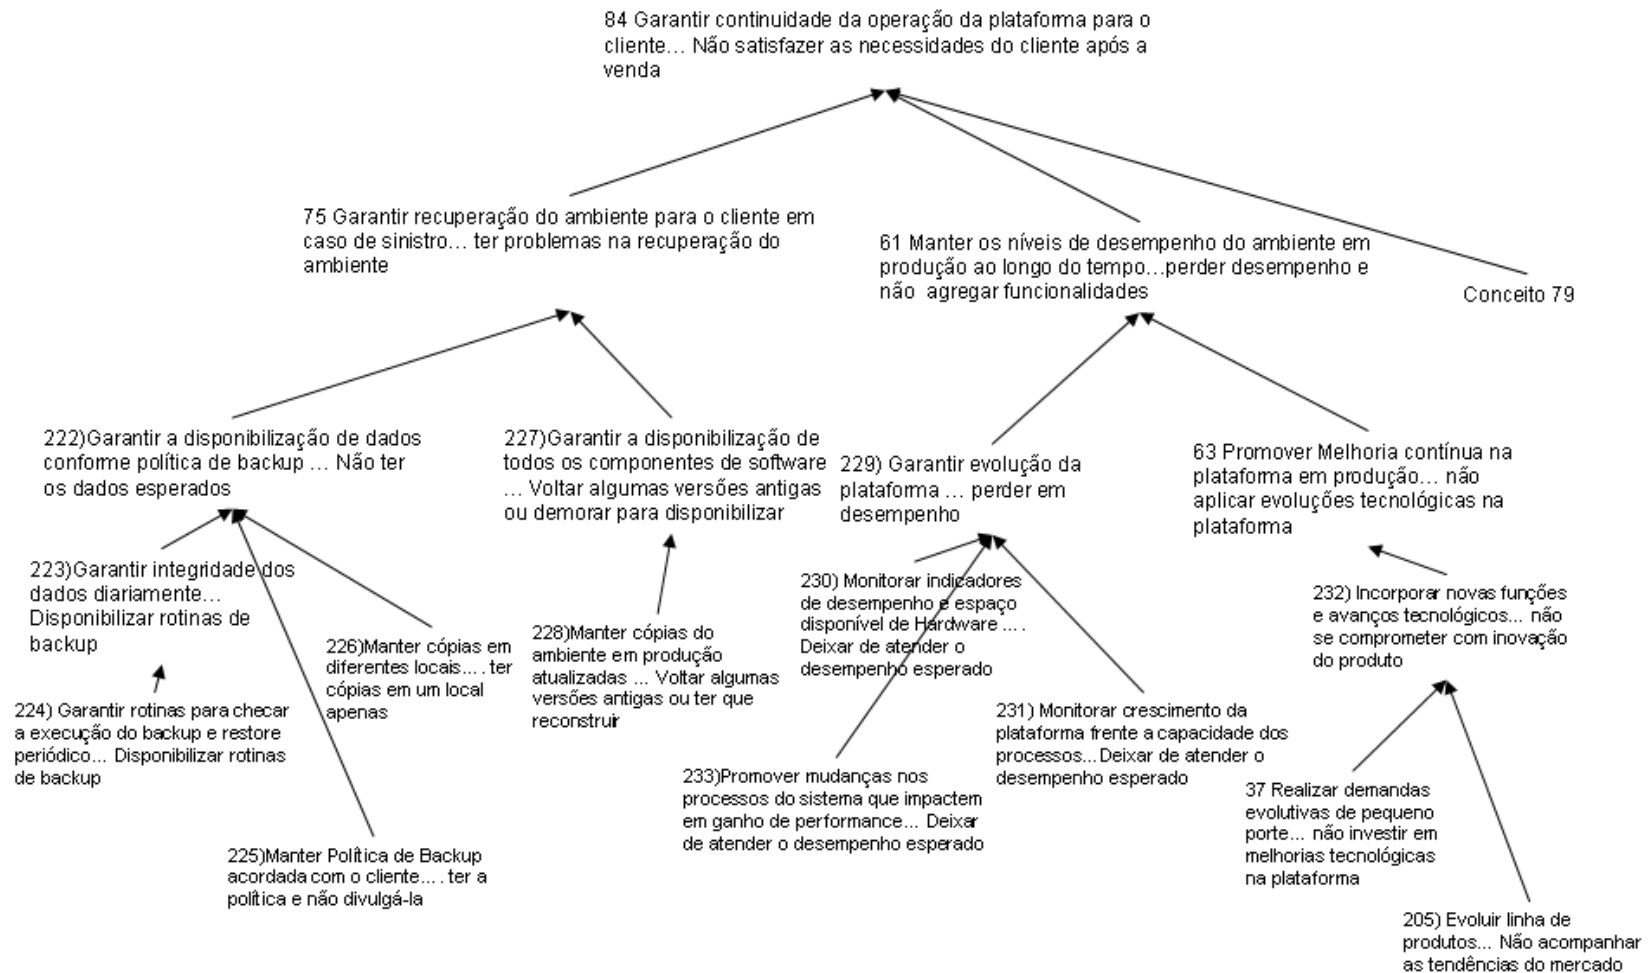 84 Garantir continuidade da operação da plataforma para o
cliente... Não satisfazer as necessidades do cliente após a
venda
75 Garantir recuperação do ambiente para o cliente em
caso de sinistro... ter problemas na recuperação do
ambiente
61 Manter os níveis de desempenho do ambiente em
produção ao longo do tempo...perder desempenho e
não agregar funcionalidades
Conceito 79
222)Garantir a disponibilização de dados
conforme política de backup ... Não ter
os dados esperados
227)Garantir a disponibilização de
todos os componentes de software
... Voltar algumas versões antigas
ou demorar para disponibilizar
229) Garantir evolução da
plataforma ... perder em
desempenho
63 Promover Melhoria contínua na
plataforma em produção... não
aplicar evoluções tecnológicas na
plataforma
223)Garantir integridade dos
dados diariamente...
Disponibilizar rotinas de
backup
226)Manter cópias em
diferentes locais.... ter
cópias em um local
apenas
228)Manter cópias do
ambiente em produção
atualizadas ... Voltar algumas
versões antigas ou ter que
reconstruir
230) Monitorar indicadores
de desempenho e espaço
disponível de Hardware ....
Deixar de atender o
desempenho esperado
232) Incorporar novas funções
e avanços tecnológicos... não
se comprometer com inovação
do produto
224) Garantir rotinas para checar
a execução do backup e restore
periódico... Disponibilizar rotinas
de backup
231) Monitorar crescimento da
plataforma frente a capacidade dos
processos...Deixar de atender o
desempenho esperado
233)Promover mudanças nos
processos do sistema que impactem
em ganho de performance... Deixar
de atender o desempenho esperado
37 Realizar demandas
evolutivas de pequeno
porte... não investir em
melhorias tecnológicas
na plataforma
225)Manter Política de Backup
acordada com o cliente.... ter a
política e não divulgá-la
205) Evoluir linha de
produtos... Não acompanhar
as tendências do mercado